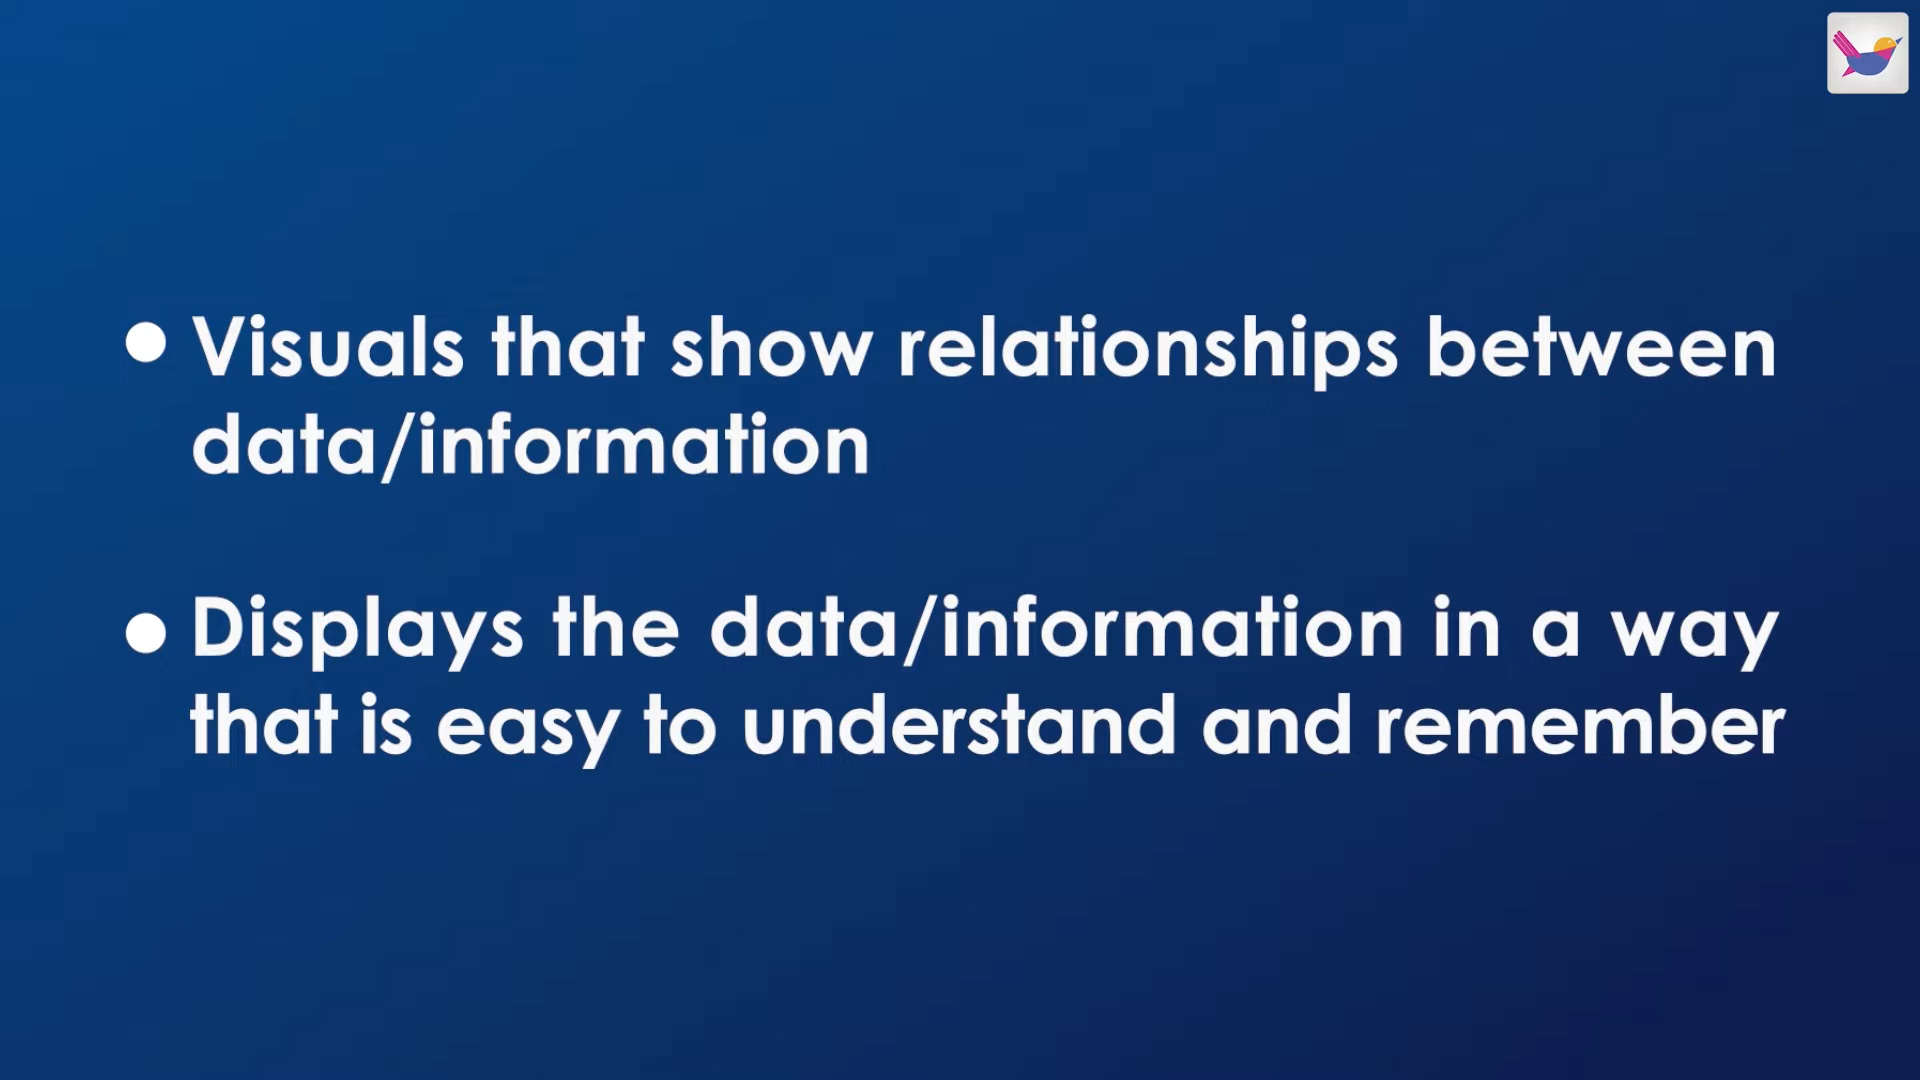 ● Visuals that show relationships between
data/information
● Displays the data/information in a way
that is easy to understand and remember